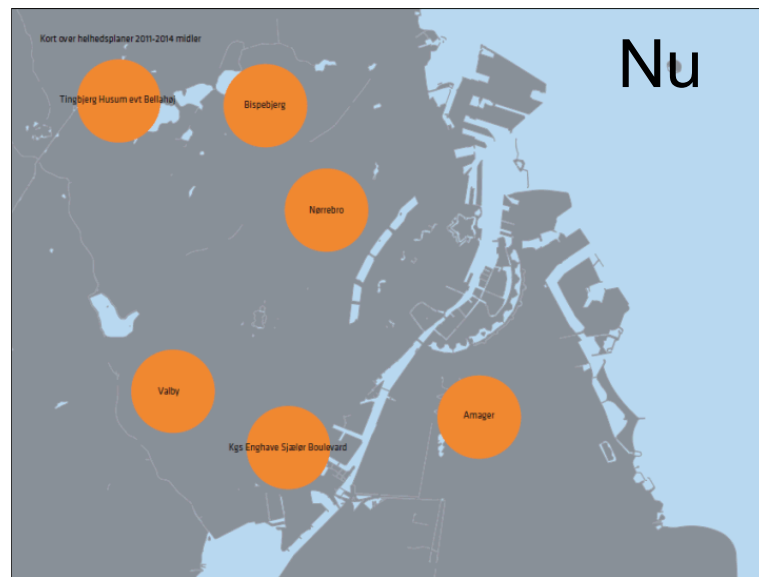 Kort over helhedsplaner 2011-2014 midler
Nu
Tingbjerg Husum evt Bellahøj
Bispebjerg
Nørrebro
Valby
Kgs Enghave Sjælør Boulevard
Amager